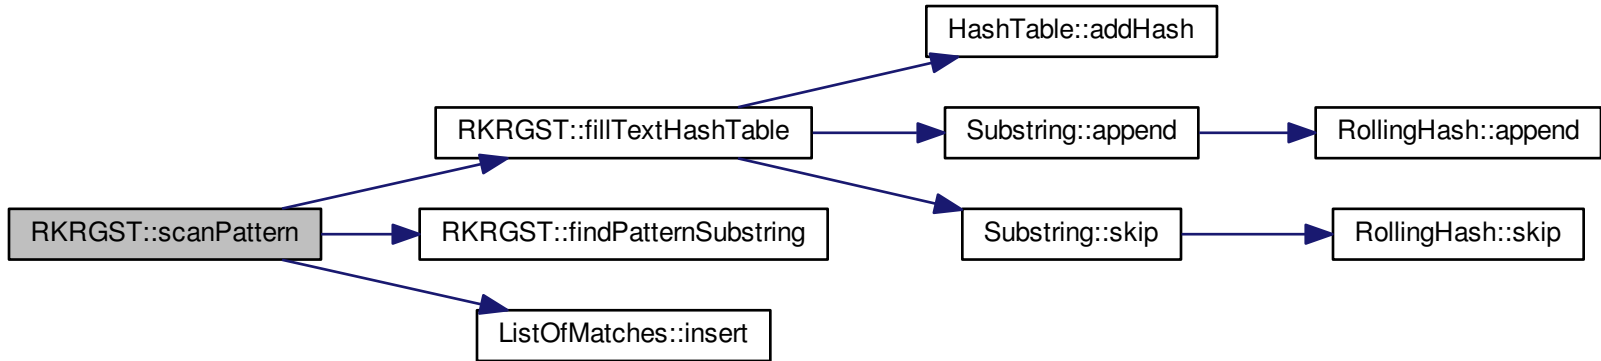 HashTable::addHash
RKRGST::fillTextHashTable
Substring::append
RollingHash::append
RKRGST::scanPattern
RKRGST::findPatternSubstring
Substring::skip
RollingHash::skip
ListOfMatches::insert